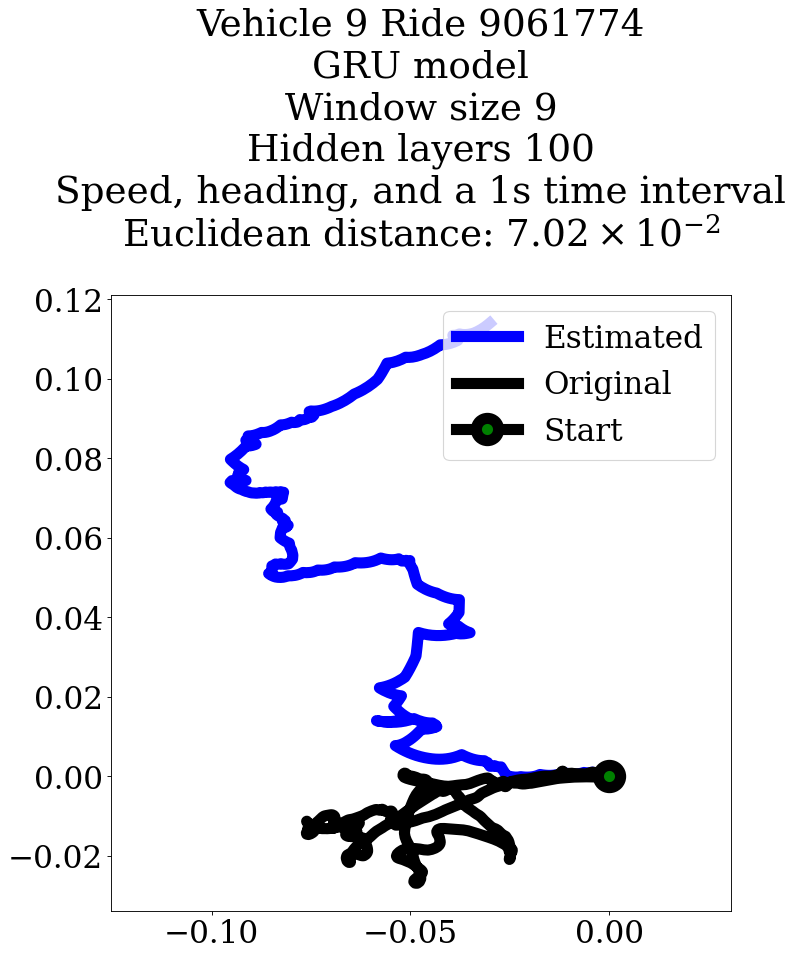 Vehicle 9 Ride 9061774
GRU model
Window size 9
Hidden layers 100
Speed, heading, and a 1s time interval
Euclidean distance: 7.02 × 10⁻²
0.12
0.10
0.08
0.06
0.04
0.02
0.00
−0.02
Estimated
Original
Start
−0.10
−0.05
0.00